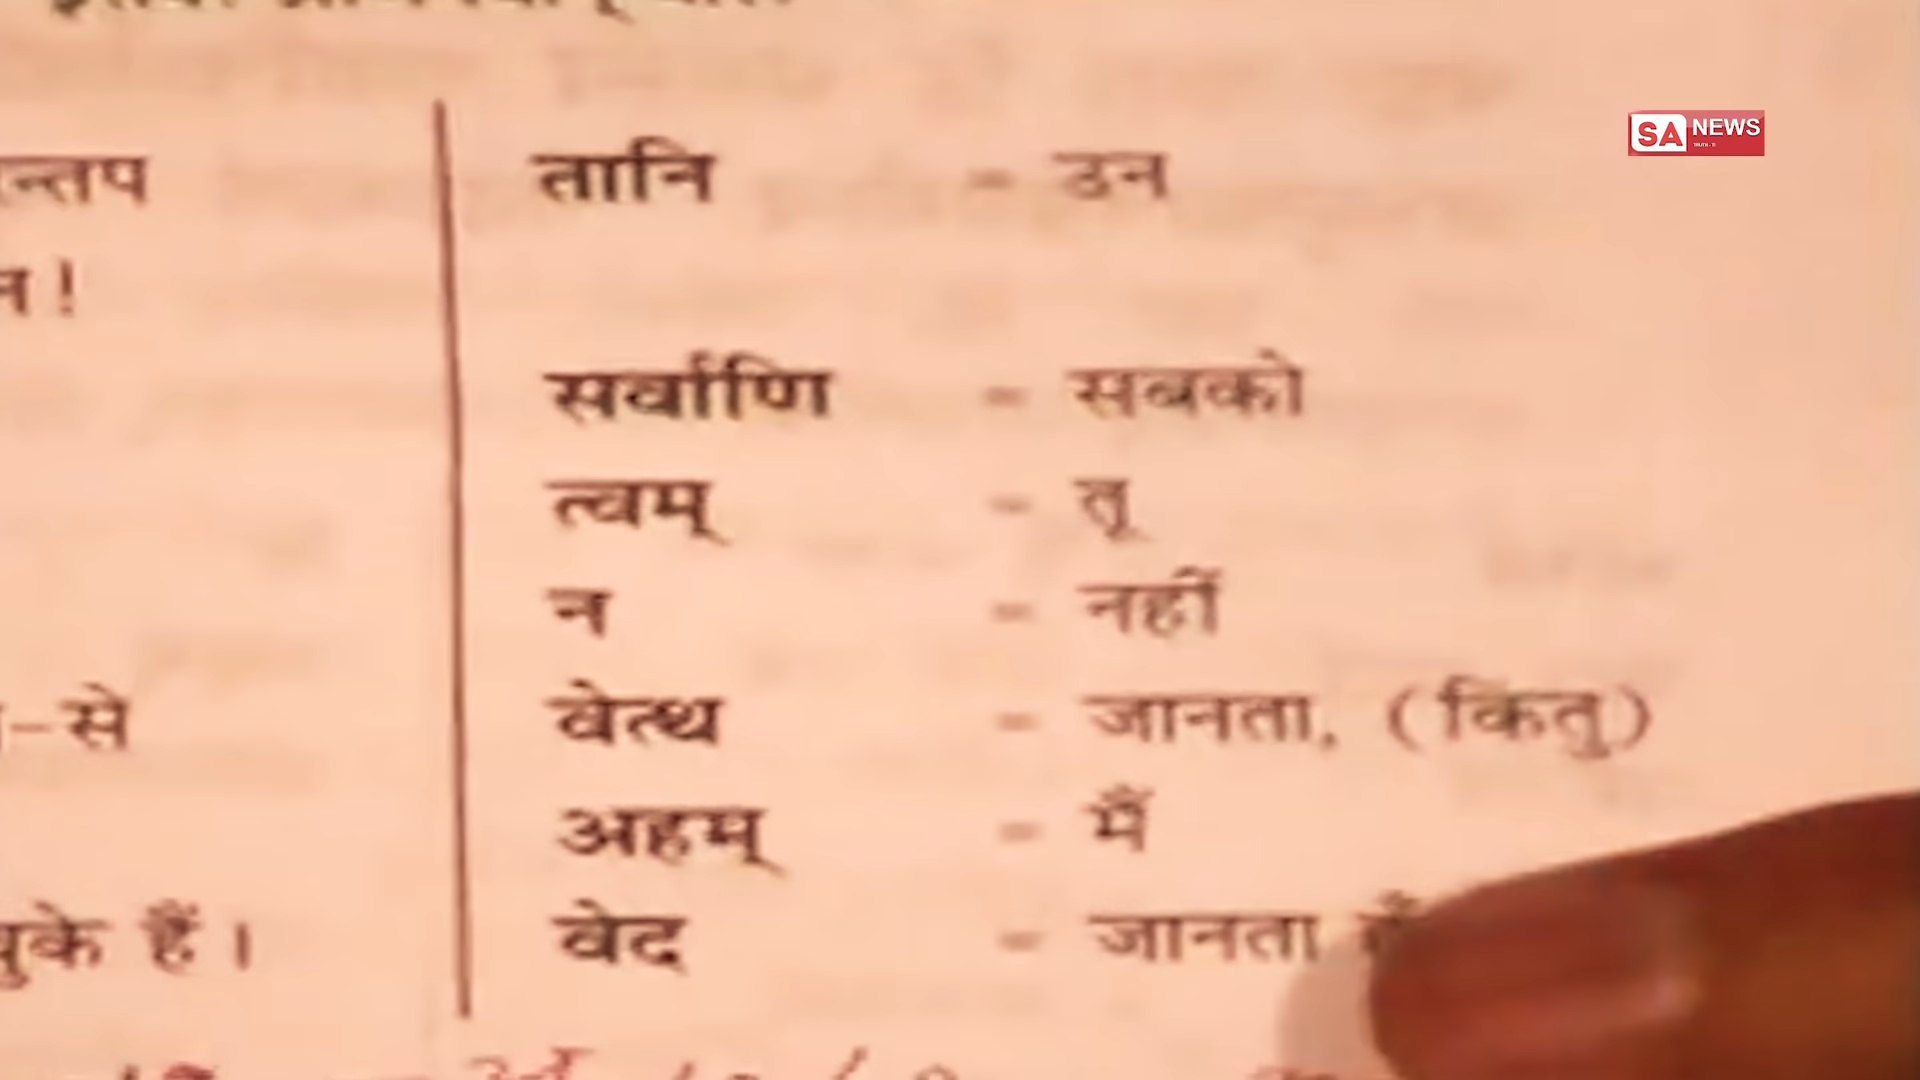 न्तप
तानि - उन
न !
सर्वाणि - सबको
त्वम् - तू
न - नहीं
वेत्थ - जानता, (किंतु)
-से
अहम् - मैं
वेद - जानता
चुके हैं।
SA NEWS